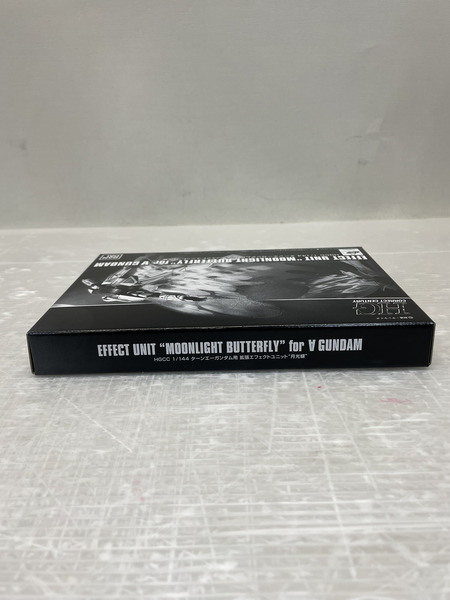 EFFECT UNIT “MOONLIGHT BUTTERFLY” for ∀ GUNDAM
HG
CORRECT CENTURY
EFFECT UNIT “MOONLIGHT BUTTERFLY” for ∀ GUNDAM
HGCC 1/144 ターンエーガンダム用 拡張エフェクトユニット“月光蝶”